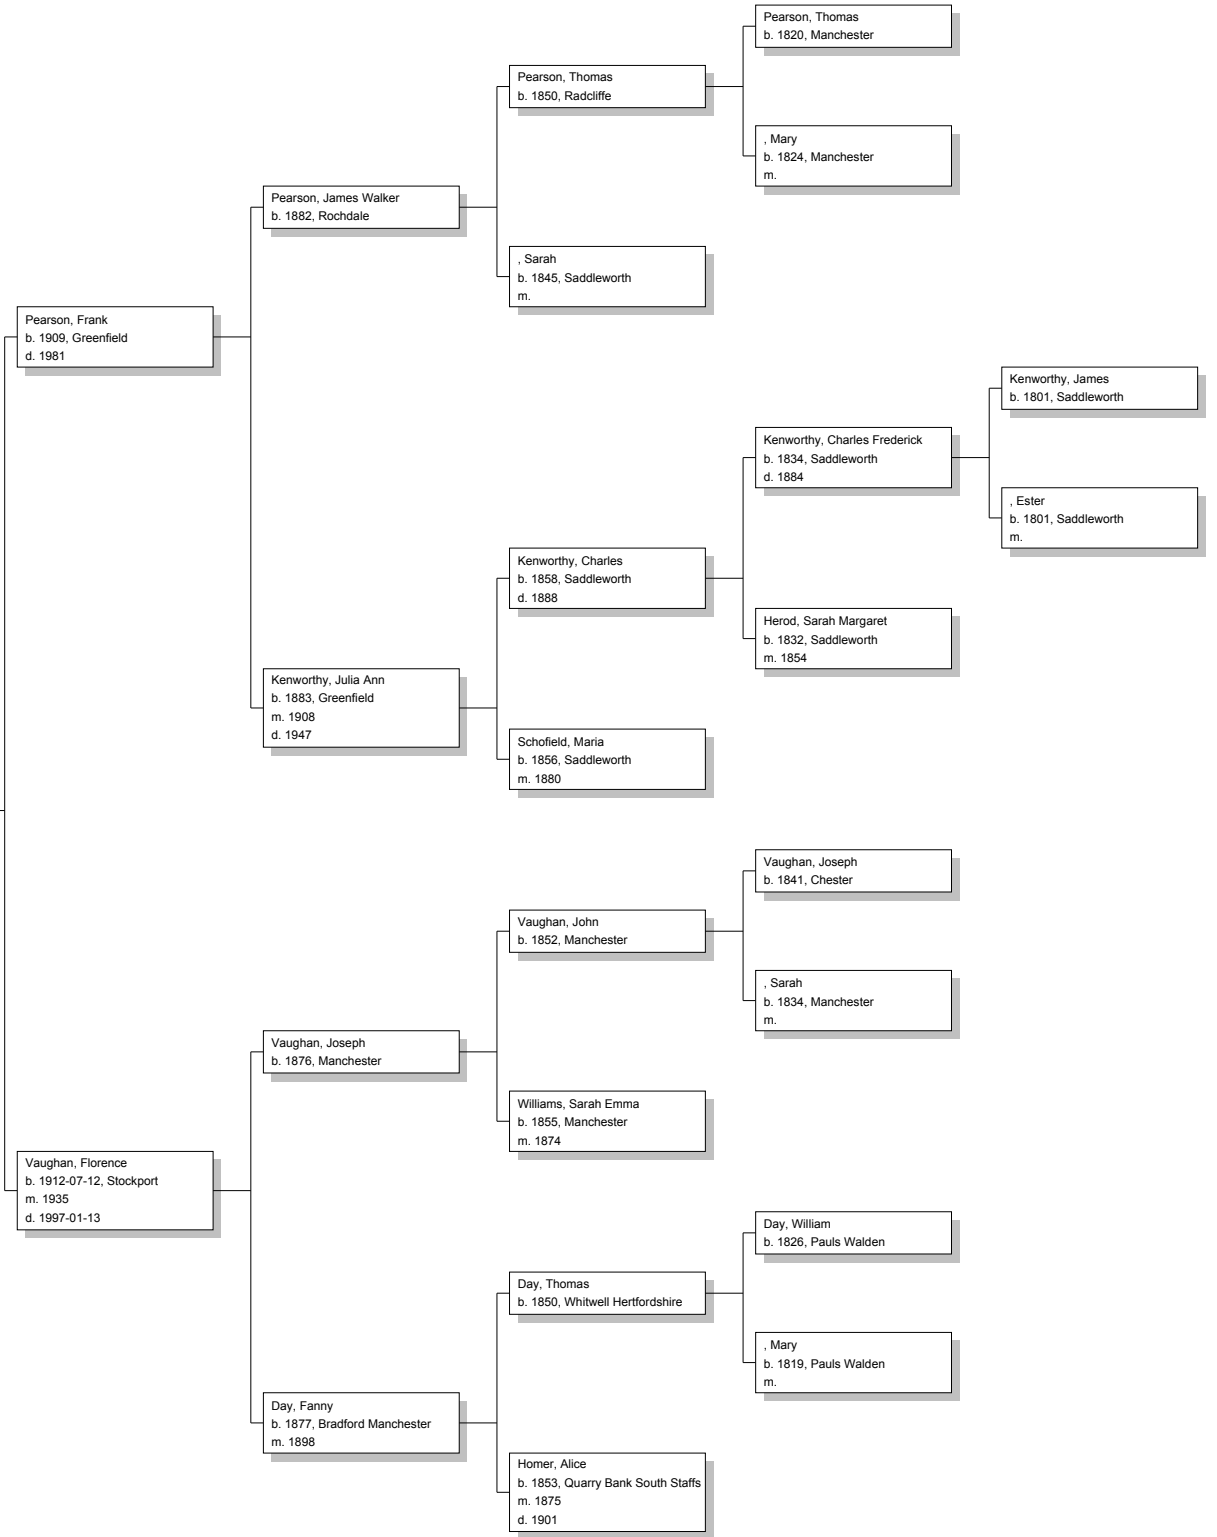 Pearson, Thomas
b. 1820, Manchester
Pearson, Thomas
b. 1850, Radcliffe
, Mary
b. 1824, Manchester
m.
Pearson, James Walker
b. 1882, Rochdale
, Sarah
b. 1845, Saddleworth
m.
Pearson, Frank
b. 1909, Greenfield
d. 1981
Kenworthy, James
b. 1801, Saddleworth
Kenworthy, Charles Frederick
b. 1834, Saddleworth
d. 1884
, Ester
b. 1801, Saddleworth
m.
Kenworthy, Charles
b. 1858, Saddleworth
d. 1888
Herod, Sarah Margaret
b. 1832, Saddleworth
m. 1854
Kenworthy, Julia Ann
b. 1883, Greenfield
m. 1908
d. 1947
Schofield, Maria
b. 1856, Saddleworth
m. 1880
Vaughan, Joseph
b. 1841, Chester
Vaughan, John
b. 1852, Manchester
, Sarah
b. 1834, Manchester
m.
Vaughan, Joseph
b. 1876, Manchester
Williams, Sarah Emma
b. 1855, Manchester
m. 1874
Vaughan, Florence
b. 1912-07-12, Stockport
m. 1935
d. 1997-01-13
Day, William
b. 1826, Pauls Walden
Day, Thomas
b. 1850, Whitwell Hertfordshire
, Mary
b. 1819, Pauls Walden
m.
Day, Fanny
b. 1877, Bradford Manchester
m. 1898
Homer, Alice
b. 1853, Quarry Bank South Staffs
m. 1875
d. 1901